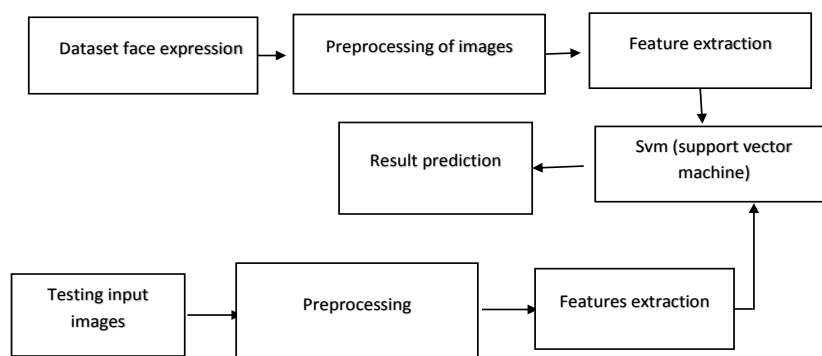 Dataset face expression
Preprocessing of images
Feature extraction
Svm (support vector
machine)
Result prediction
Testing input
images
Preprocessing
Features extraction